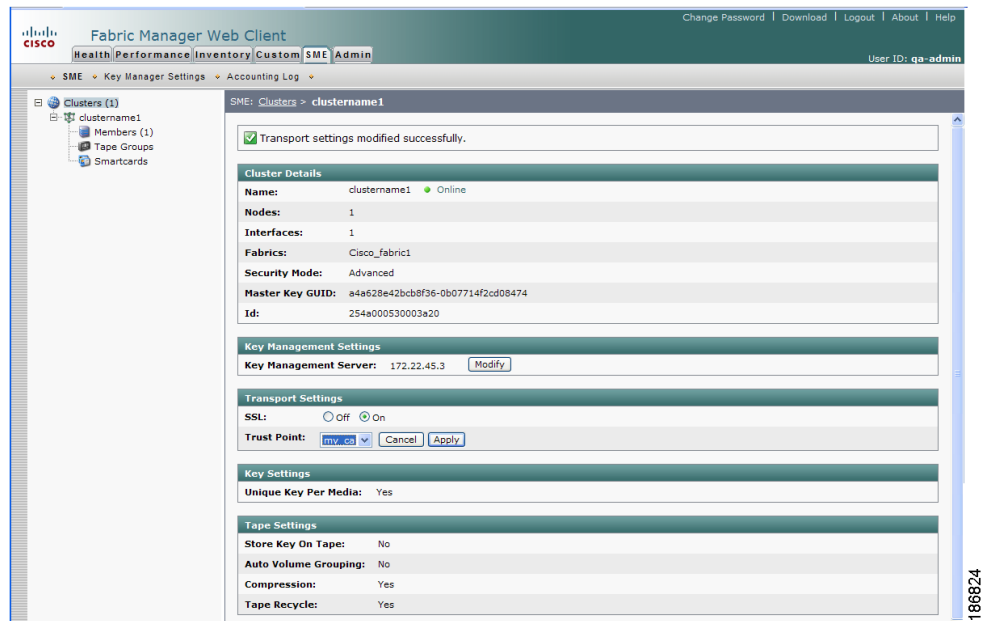 Change Password | Download | Logout | About | Help
CISCO
Fabric Manager Web Client
Health Performance Inventory Custom SME Admin
User ID: qa-admin
SME Key Manager Settings Accounting Log
Clusters (1)
clustername1
Members (1)
Tape Groups
Smartcards
SME: Clusters > clustername1
Transport settings modified successfully.
Cluster Details
Name: clustername1 Online
Nodes: 1
Interfaces: 1
Fabrics: Cisco_fabric1
Security Mode: Advanced
Master Key GUID: a4a628e42bcb8f36-0b07714f2cd08474
Id: 254a000530003a20
Key Management Settings
Key Management Server: 172.22.45.3 Modify
Transport Settings
SSL: Off On
Trust Point: my_ca Cancel Apply
Key Settings
Unique Key Per Media: Yes
Tape Settings
Store Key On Tape: No
Auto Volume Grouping: No
Compression: Yes
Tape Recycle: Yes
186824